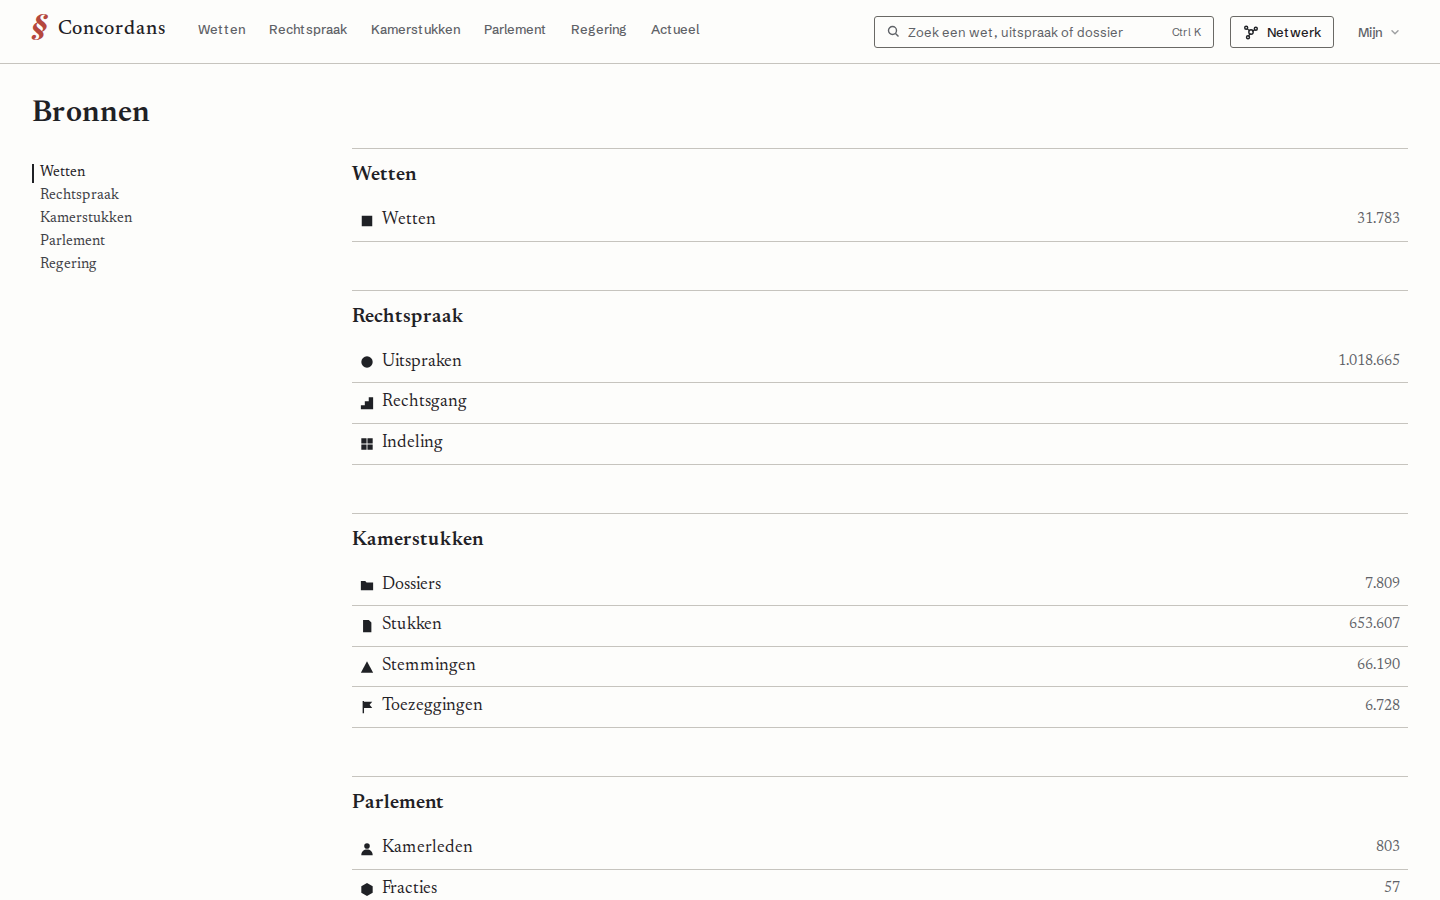 § Concordans Wetten Rechtspraak Kamerstukken Parlement Regering Actueel Zoek een wet, uitspraak of dossier Ctrl K Netwerk Mijn
Bronnen
Wetten
Rechtspraak
Kamerstukken
Parlement
Regering
Wetten
Wetten 31.783
Rechtspraak
Uitspraken 1.018.665
Rechtsgang
Indeling
Kamerstukken
Dossiers 7.809
Stukken 653.607
Stemmingen 66.190
Toezeggingen 6.728
Parlement
Kamerleden 803
Fracties 57